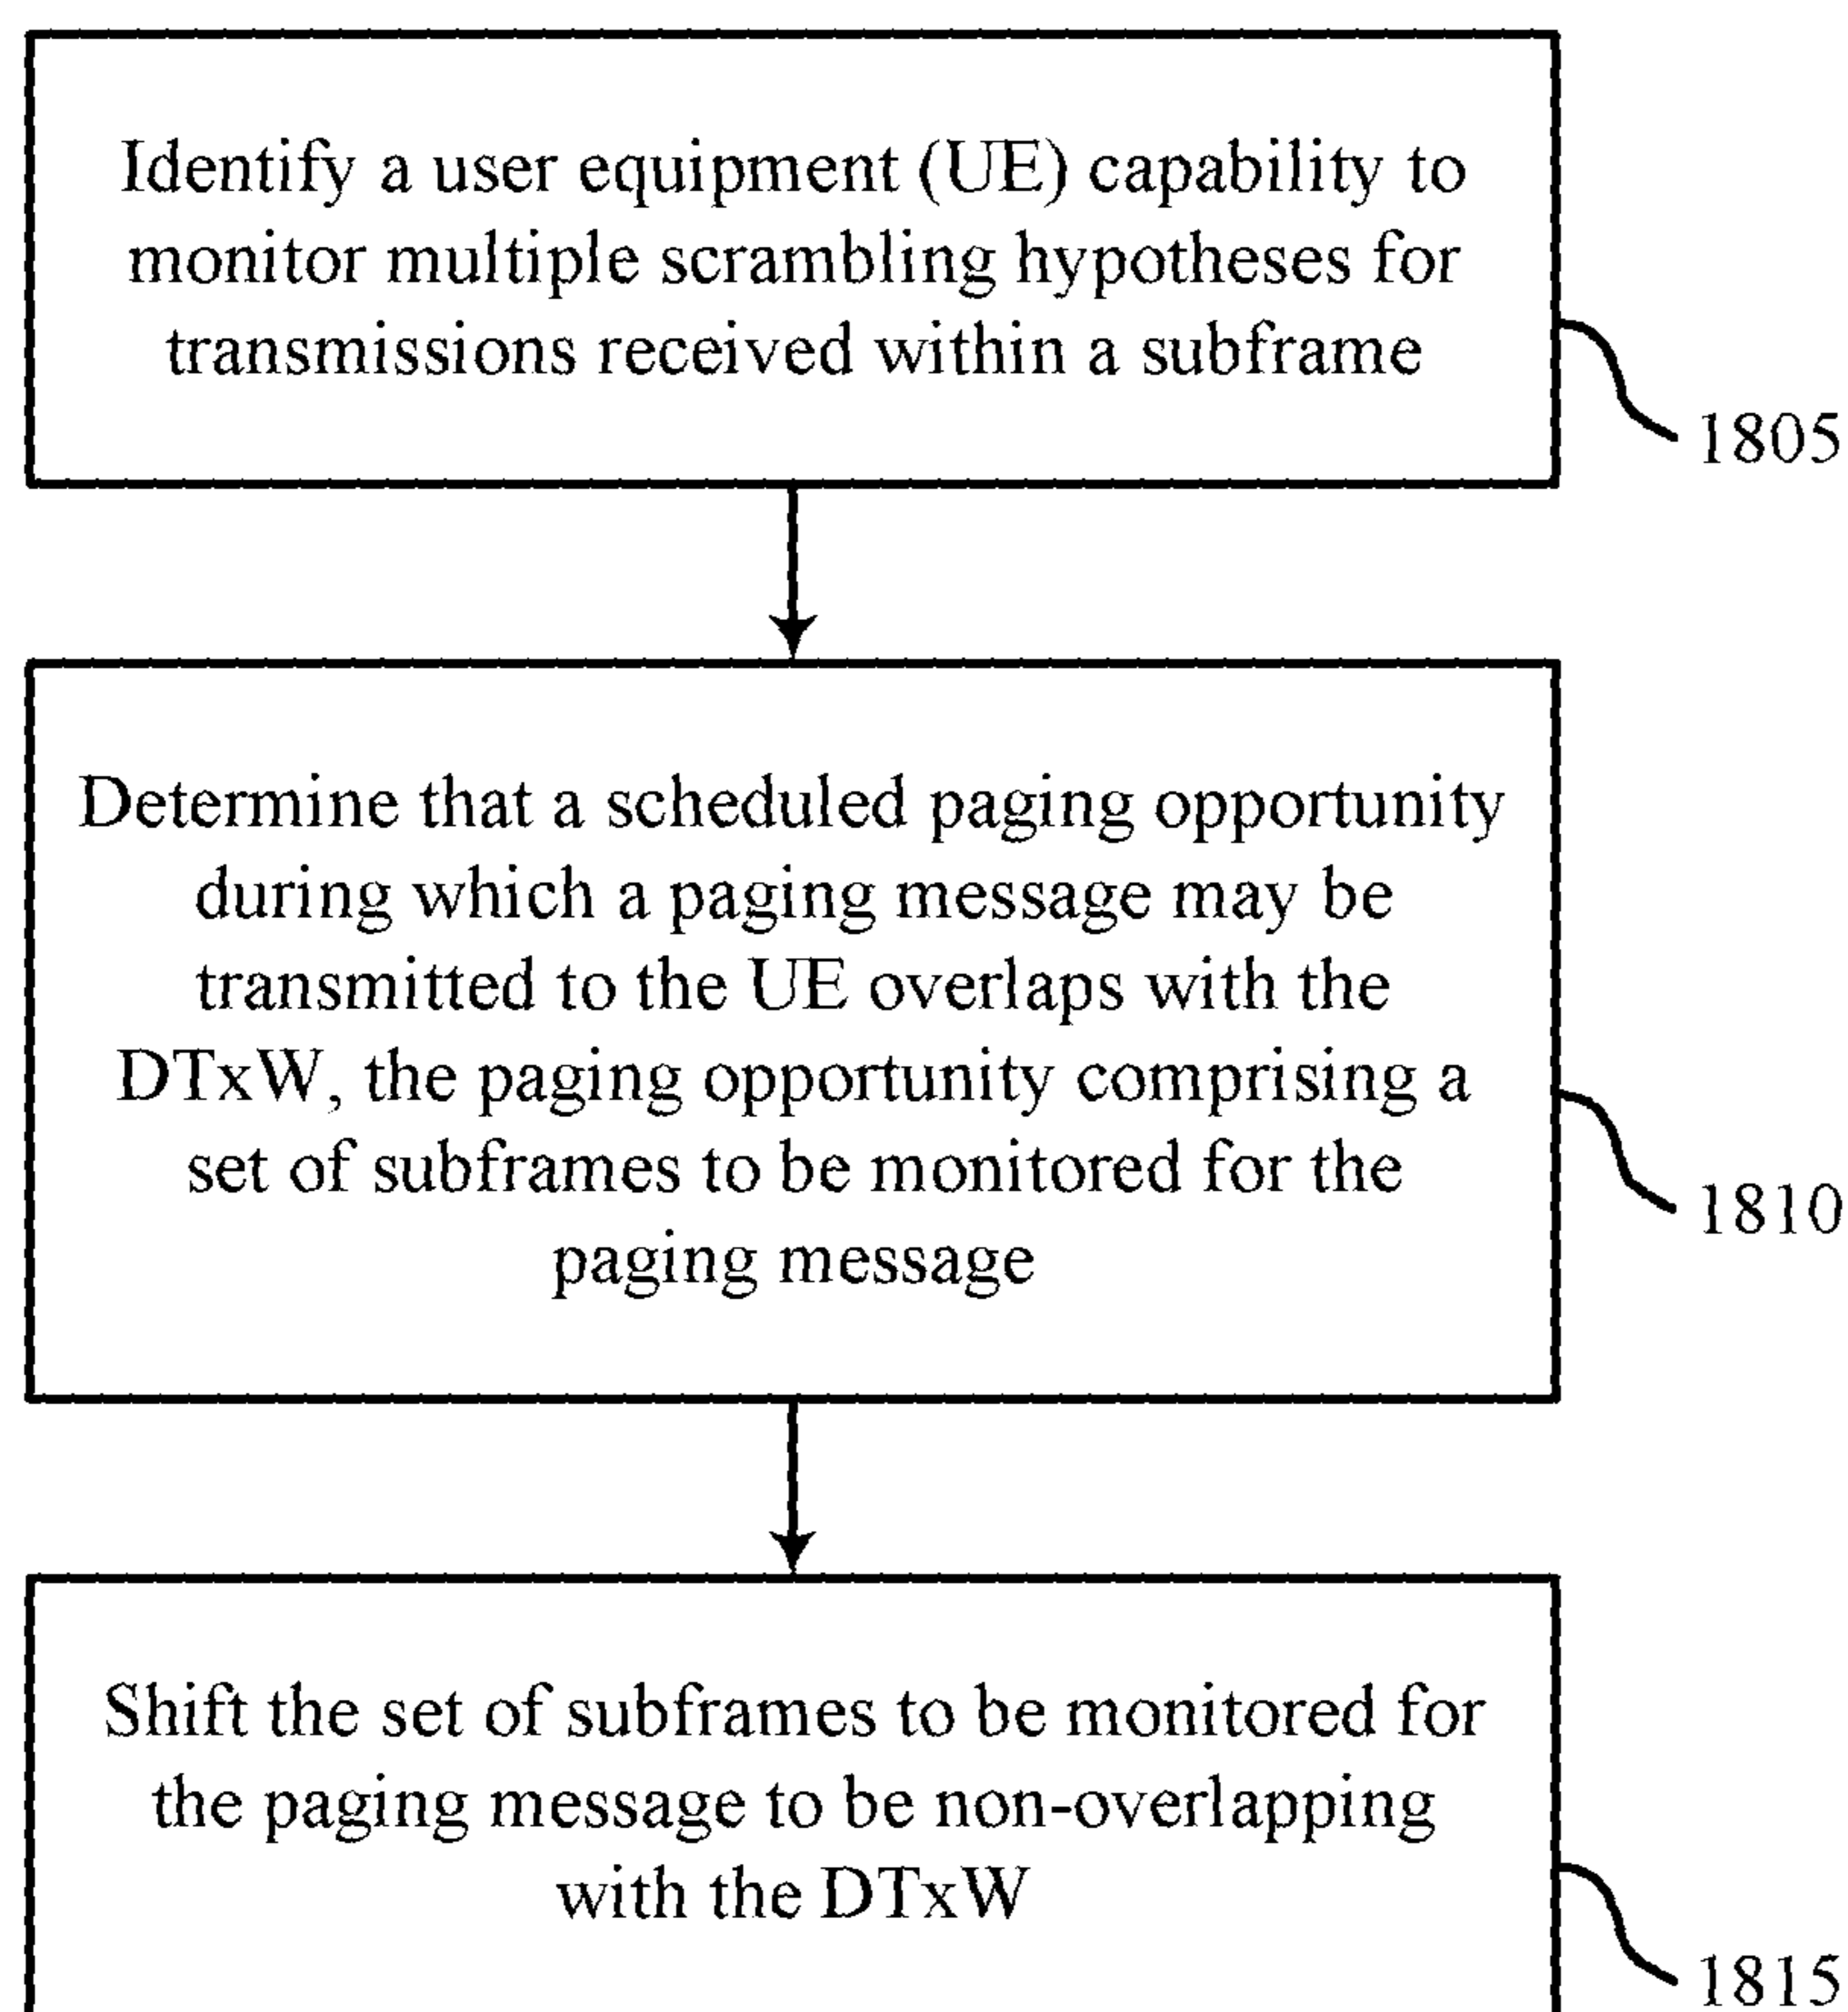 Identify a user equipment (UE) capability to
monitor multiple scrambling hypotheses for
transmissions received within a subframe
1805
Determine that a scheduled paging opportunity
during which a paging message may be
transmitted to the UE overlaps with the
DTxW, the paging opportunity comprising a
set of subframes to be monitored for the
paging message
1810
Shift the set of subframes to be monitored for
the paging message to be non-overlapping
with the DTxW
1815